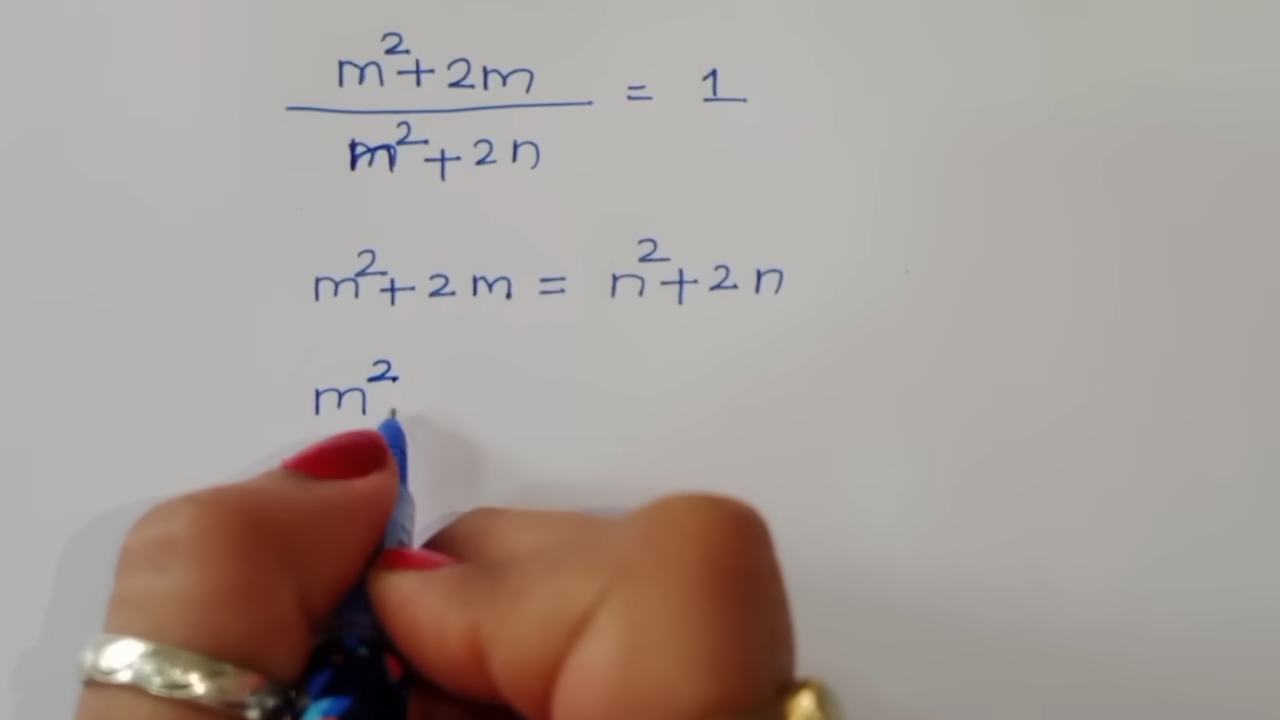 m²+2m
m²+2n
= 1
m²+2m = n²+2n
m²